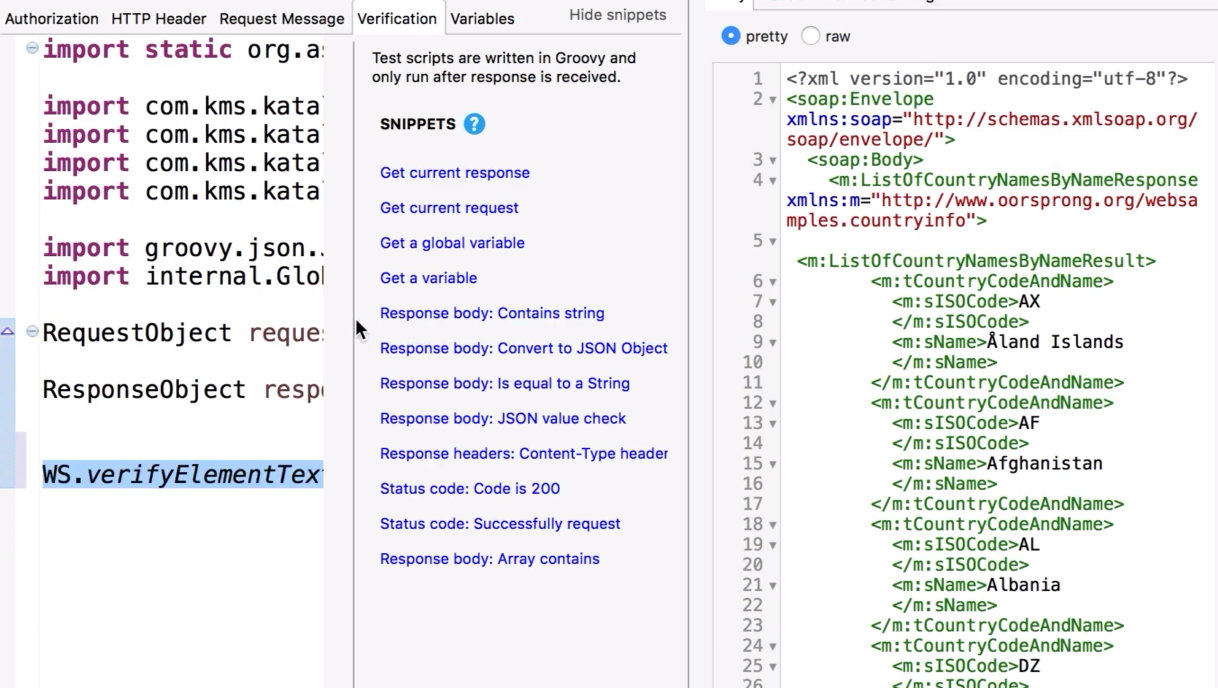 Authorization HTTP Header Request Message Verification Variables Hide snippets
import static org.as
import com.kms.kata
import com.kms.kata
import com.kms.kata
import com.kms.kata
import groovy.json.
import internal.Glo
RequestObject reque
ResponseObject resp
WS.verifyElementTex
Test scripts are written in Groovy and
only run after response is received.
SNIPPETS ?
Get current response
Get current request
Get a global variable
Get a variable
Response body: Contains string
Response body: Convert to JSON Object
Response body: Is equal to a String
Response body: JSON value check
Response headers: Content-Type header
Status code: Code is 200
Status code: Successfully request
Response body: Array contains
pretty raw
1 <?xml version="1.0" encoding="utf-8"?>
2 <soap:Envelope
xmlns:soap="http://schemas.xmlsoap.org/
soap/envelope/">
3 <soap:Body>
4 <m:ListOfCountryNamesByNameResponse
xmlns:m="http://www.oorsprong.org/websa
mples.countryinfo">
5
<m:ListOfCountryNamesByNameResult>
6 <m:tCountryCodeAndName>
7 <m:sISOCode>AX
8 </m:sISOCode>
9 <m:sName>Åland Islands
10 </m:sName>
11 </m:tCountryCodeAndName>
12 <m:tCountryCodeAndName>
13 <m:sISOCode>AF
14 </m:sISOCode>
15 <m:sName>Afghanistan
16 </m:sName>
17 </m:tCountryCodeAndName>
18 <m:tCountryCodeAndName>
19 <m:sISOCode>AL
20 </m:sISOCode>
21 <m:sName>Albania
22 </m:sName>
23 </m:tCountryCodeAndName>
24 <m:tCountryCodeAndName>
25 <m:sISOCode>DZ
26 </m:sISOCode>